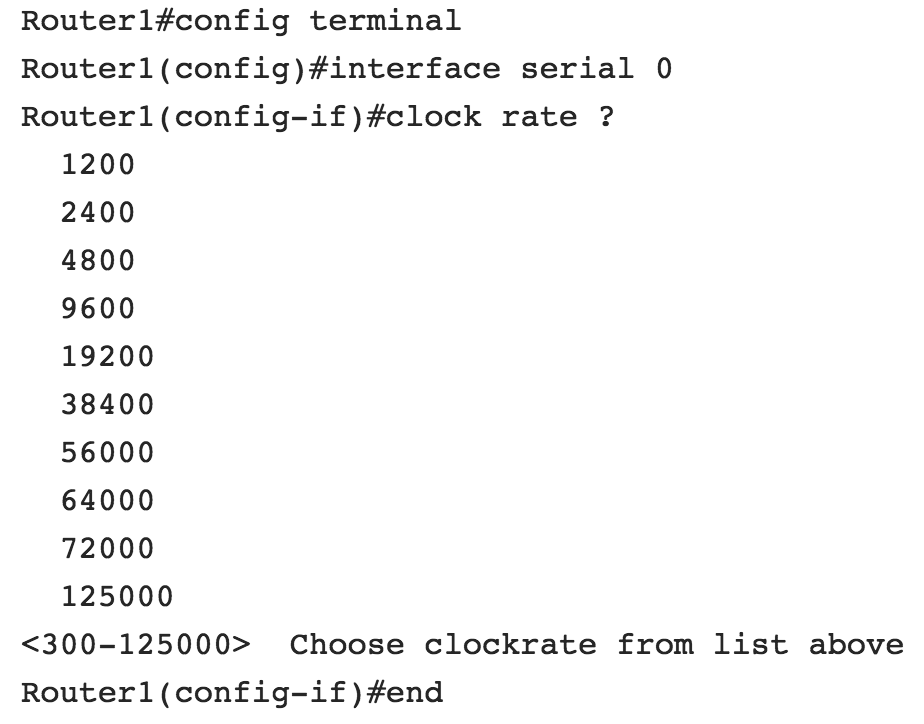 Router1#config terminal
Router1(config)#interface serial 0
Router1(config-if)#clock rate ?
1200
2400
4800
9600
19200
38400
56000
64000
72000
125000
<300-125000>  Choose clockrate from list above
Router1(config-if)#end